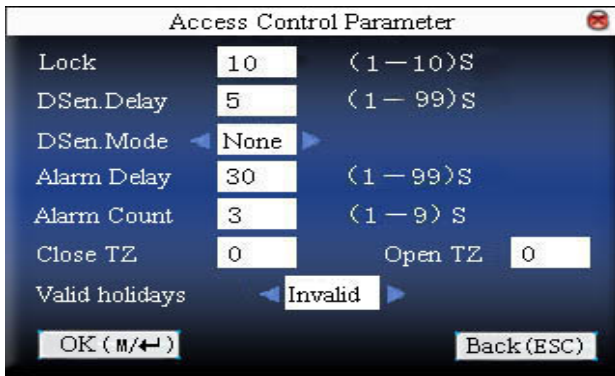 Access Control Parameter
Lock 10 (1—10)S
DSen.Delay 5 (1— 99)S
DSen.Mode None
Alarm Delay 30 (1—99)S
Alarm Count 3 (1—9) S
Close TZ 0 Open TZ 0
Valid holidays Invalid
OK(M/↵) Back(ESC)